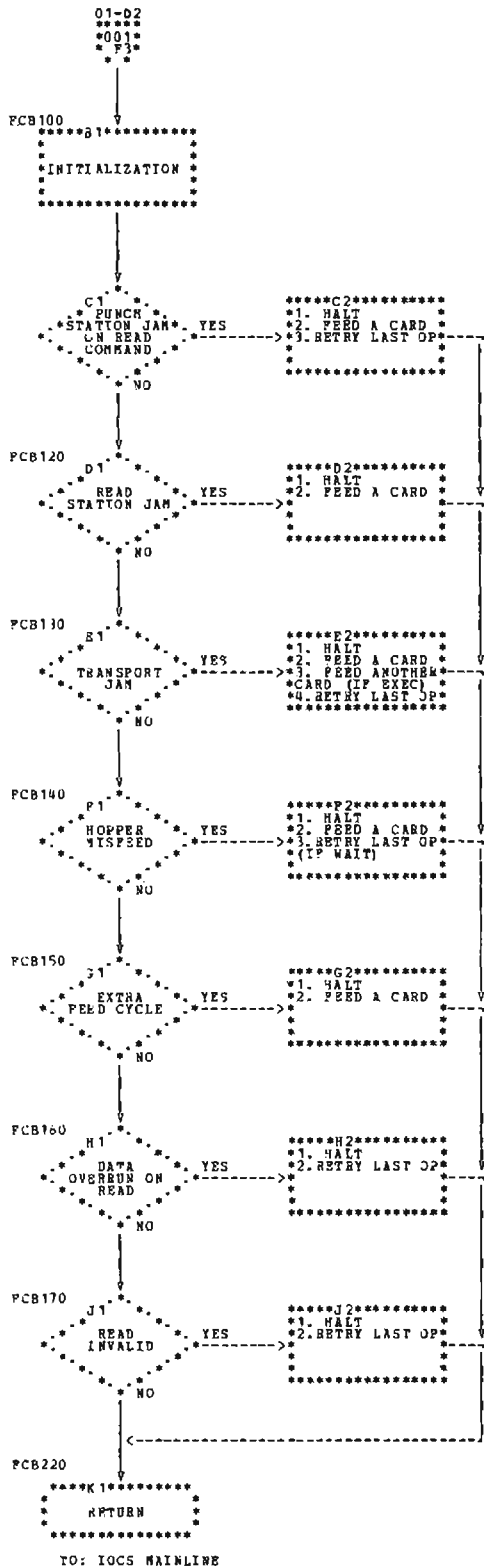 01-D2
*001*
F3
FCB100
B1
INITIALIZATION
C1
PUNCH
STATION JAM
ON READ
COMMAND
YES
NO
C2
1. HALT
2. FEED A CARD
3. RETRY LAST OP
FCB120
D1
READ
STATION JAM
YES
NO
D2
1. HALT
2. FEED A CARD
FCB130
E1
TRANSPORT
JAM
YES
NO
E2
1. HALT
2. FEED A CARD
3. FEED ANOTHER
CARD (IF EXEC)
4. RETRY LAST OP
FCB140
F1
HOPPER
MISFEED
YES
NO
F2
1. HALT
2. FEED A CARD
3. RETRY LAST OP
(IF WAIT)
FCB150
G1
EXTRA
FEED CYCLE
YES
NO
G2
1. HALT
2. FEED A CARD
FCB160
H1
DATA
OVERRUN ON
READ
YES
NO
H2
1. HALT
2. RETRY LAST OP
FCB170
J1
READ
INVALID
YES
NO
J2
1. HALT
2. RETRY LAST OP
FCB220
K1
RETURN
TO: IOCS MAINLINE